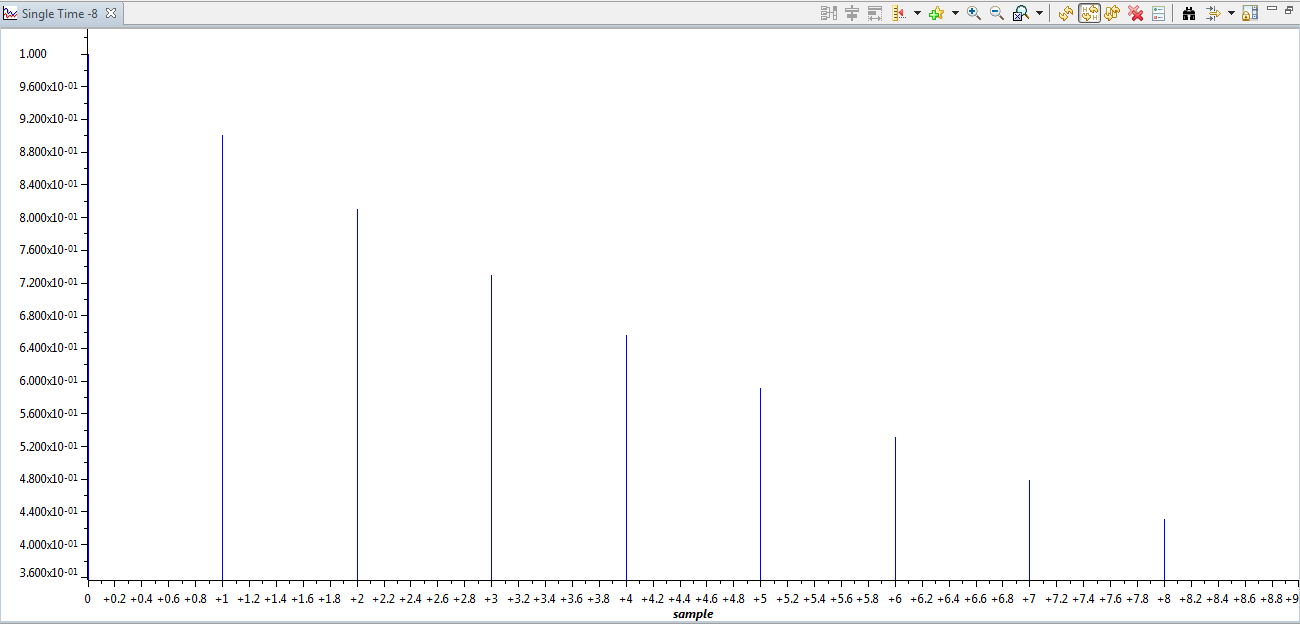 Single Time -8
1.000
9.600x10-01
9.200x10-01
8.800x10-01
8.400x10-01
8.000x10-01
7.600x10-01
7.200x10-01
6.800x10-01
6.400x10-01
6.000x10-01
5.600x10-01
5.200x10-01
4.800x10-01
4.400x10-01
4.000x10-01
3.600x10-01
0 +0.2 +0.4 +0.6 +0.8 +1 +1.2 +1.4 +1.6 +1.8 +2 +2.2 +2.4 +2.6 +2.8 +3 +3.2 +3.4 +3.6 +3.8 +4 +4.2 +4.4 +4.6 +4.8 +5 +5.2 +5.4 +5.6 +5.8 +6 +6.2 +6.4 +6.6 +6.8 +7 +7.2 +7.4 +7.6 +7.8 +8 +8.2 +8.4 +8.6 +8.8 +9
sample